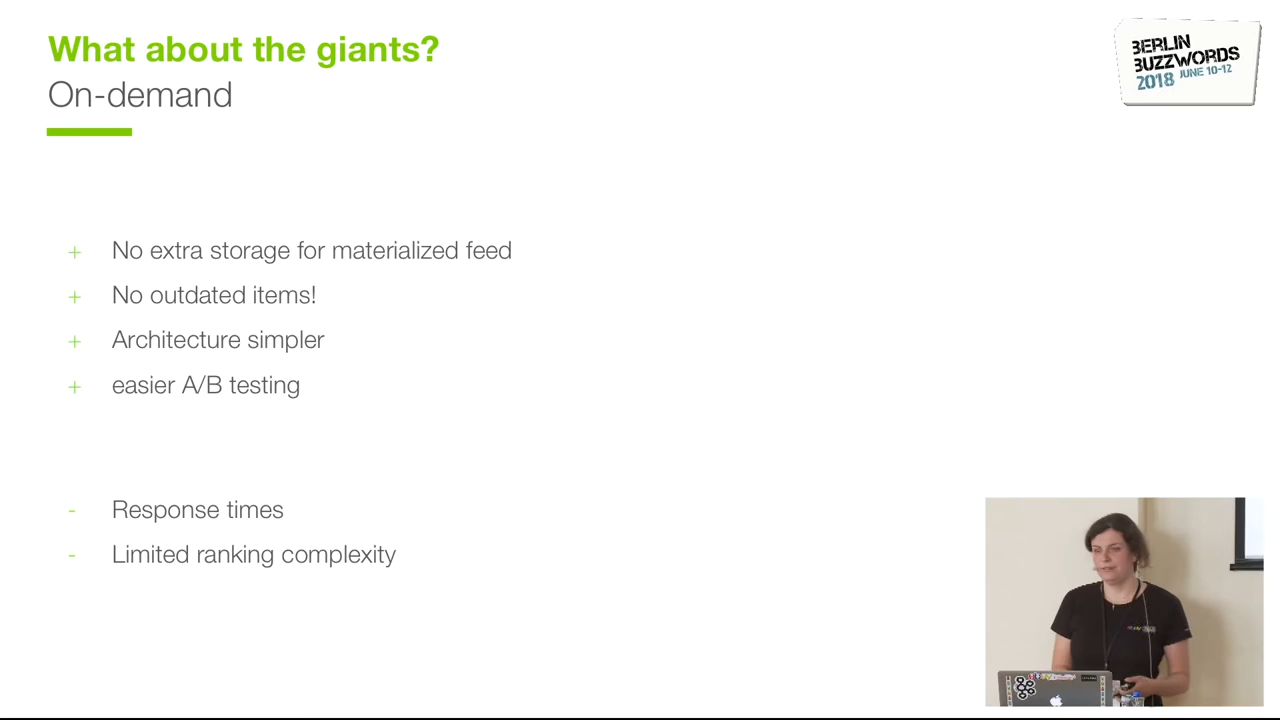 What about the giants?
On-demand
BERLIN
BUZZWORDS
2018 JUNE 10-12
+ No extra storage for materialized feed
+ No outdated items!
+ Architecture simpler
+ easier A/B testing
- Response times
- Limited ranking complexity